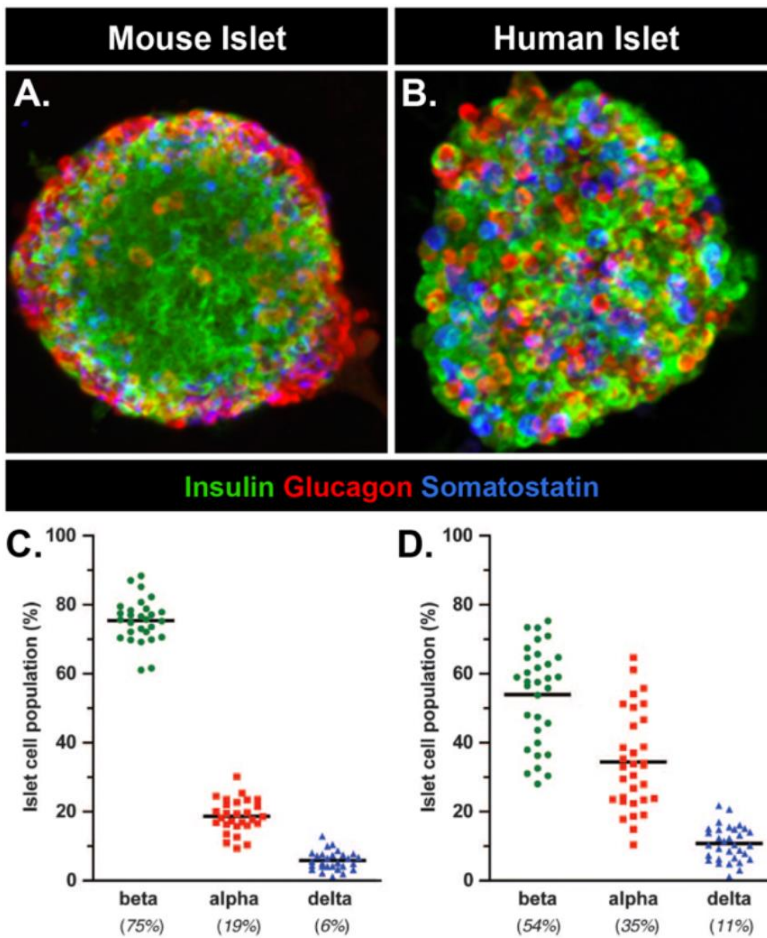 Mouse Islet
Human Islet
A.
B.
Insulin Glucagon Somatostatin
C.
Islet cell population (%)
100
80
60
40
20
0
beta alpha delta
(75%) (19%) (6%)
D.
Islet cell population (%)
100
80
60
40
20
0
beta alpha delta
(54%) (35%) (11%)